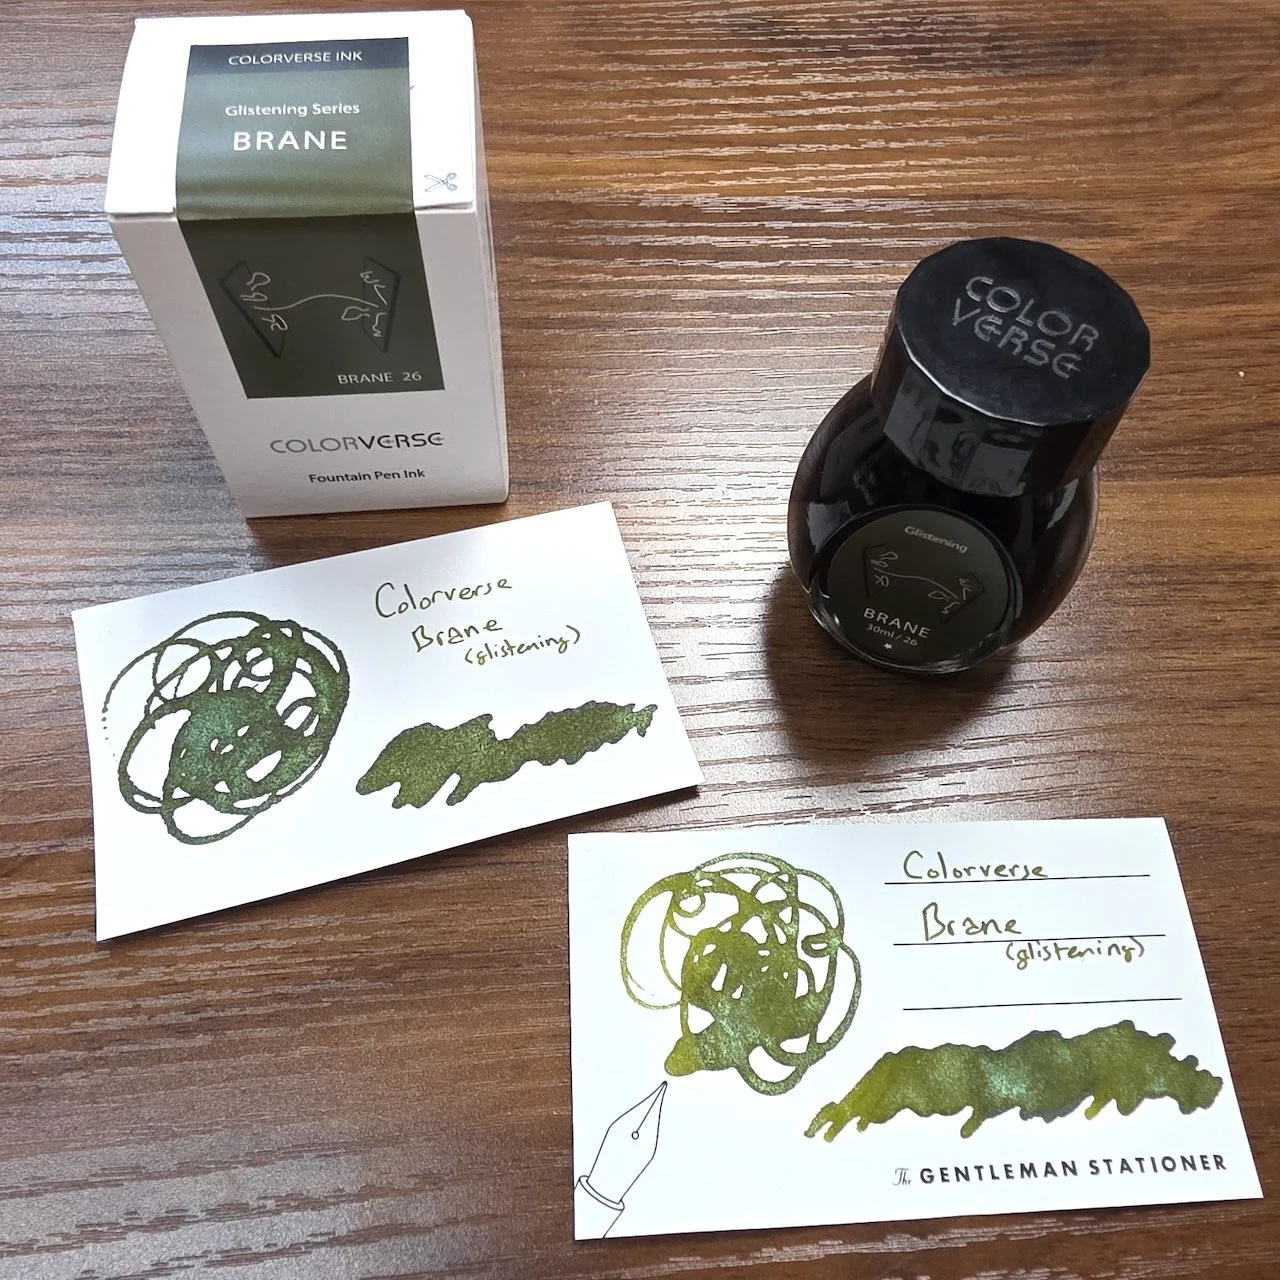 COLORVERSE INK
Glistening Series
BRANE
BRANE 26
COLORVERSE
Fountain Pen Ink
COLOR
VERSE
Glistening
BRANE
30ml / 26
Colorverse
Brane
(glistening)
Colorverse
Brane
(glistening)
The GENTLEMAN STATIONER